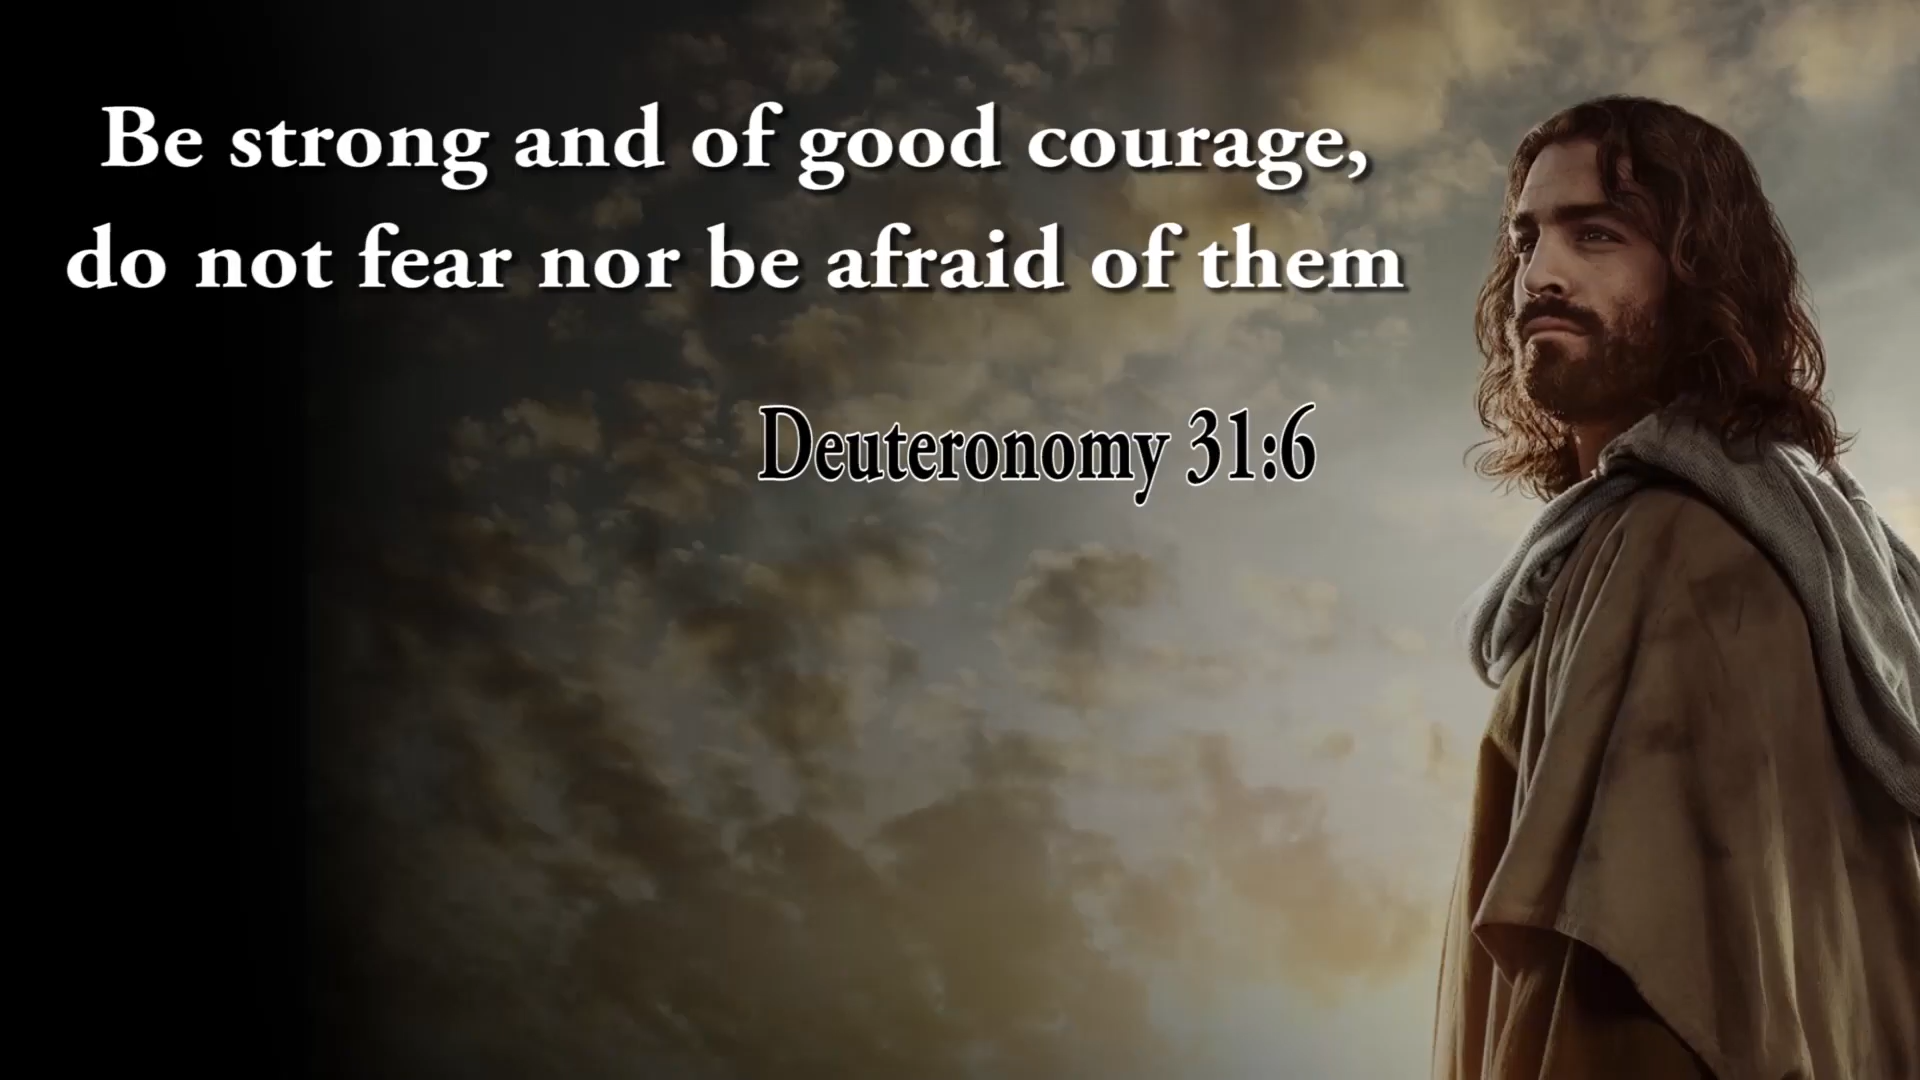 Be strong and of good courage,
do not fear nor be afraid of them
Deuteronomy 31:6